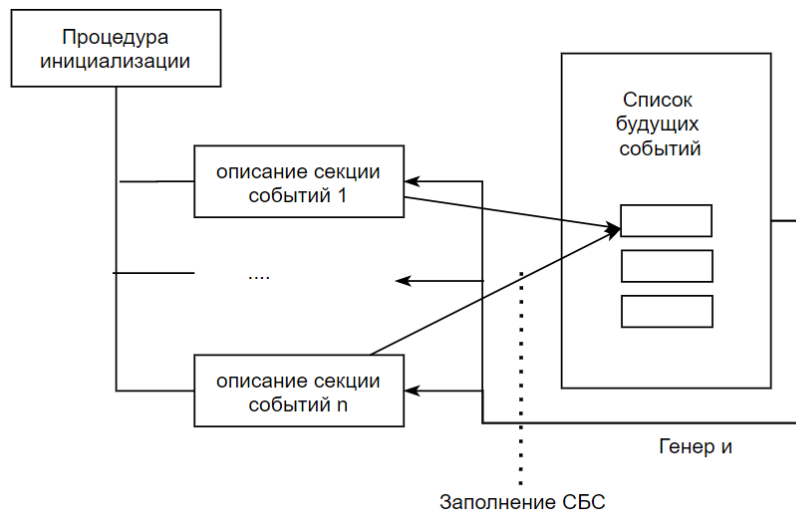 Процедура
инициализации
Список
будущих
событий
описание секции
событий 1
....
описание секции
событий n
Генер и
Заполнение СБС